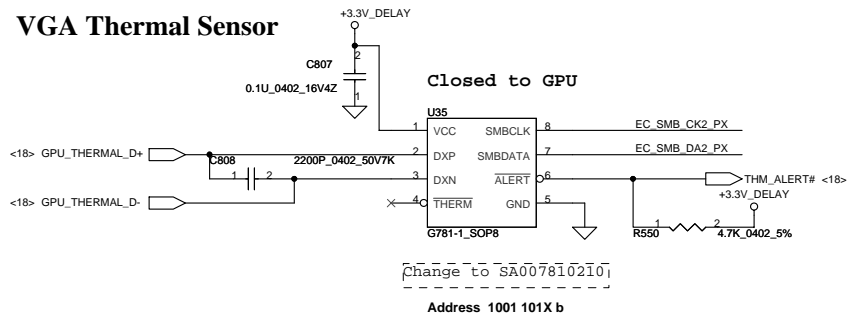 VGA Thermal Sensor
+3.3V_DELAY
2
C807
0.1U_0402_16V4Z
1
Closed to GPU
U35
1 VCC SMBCLK 8 EC_SMB_CK2_PX
<18> GPU_THERMAL_D+ 2 DXP SMBDATA 7 EC_SMB_DA2_PX
C808 2200P_0402_50V7K
1 2
3 DXN ALERT 6 THM_ALERT# <18>
<18> GPU_THERMAL_D-
4 THERM GND 5
+3.3V_DELAY
G781-1_SOP8
R550 1 2 4.7K_0402_5%
Change to SA007810210
Address 1001 101X b